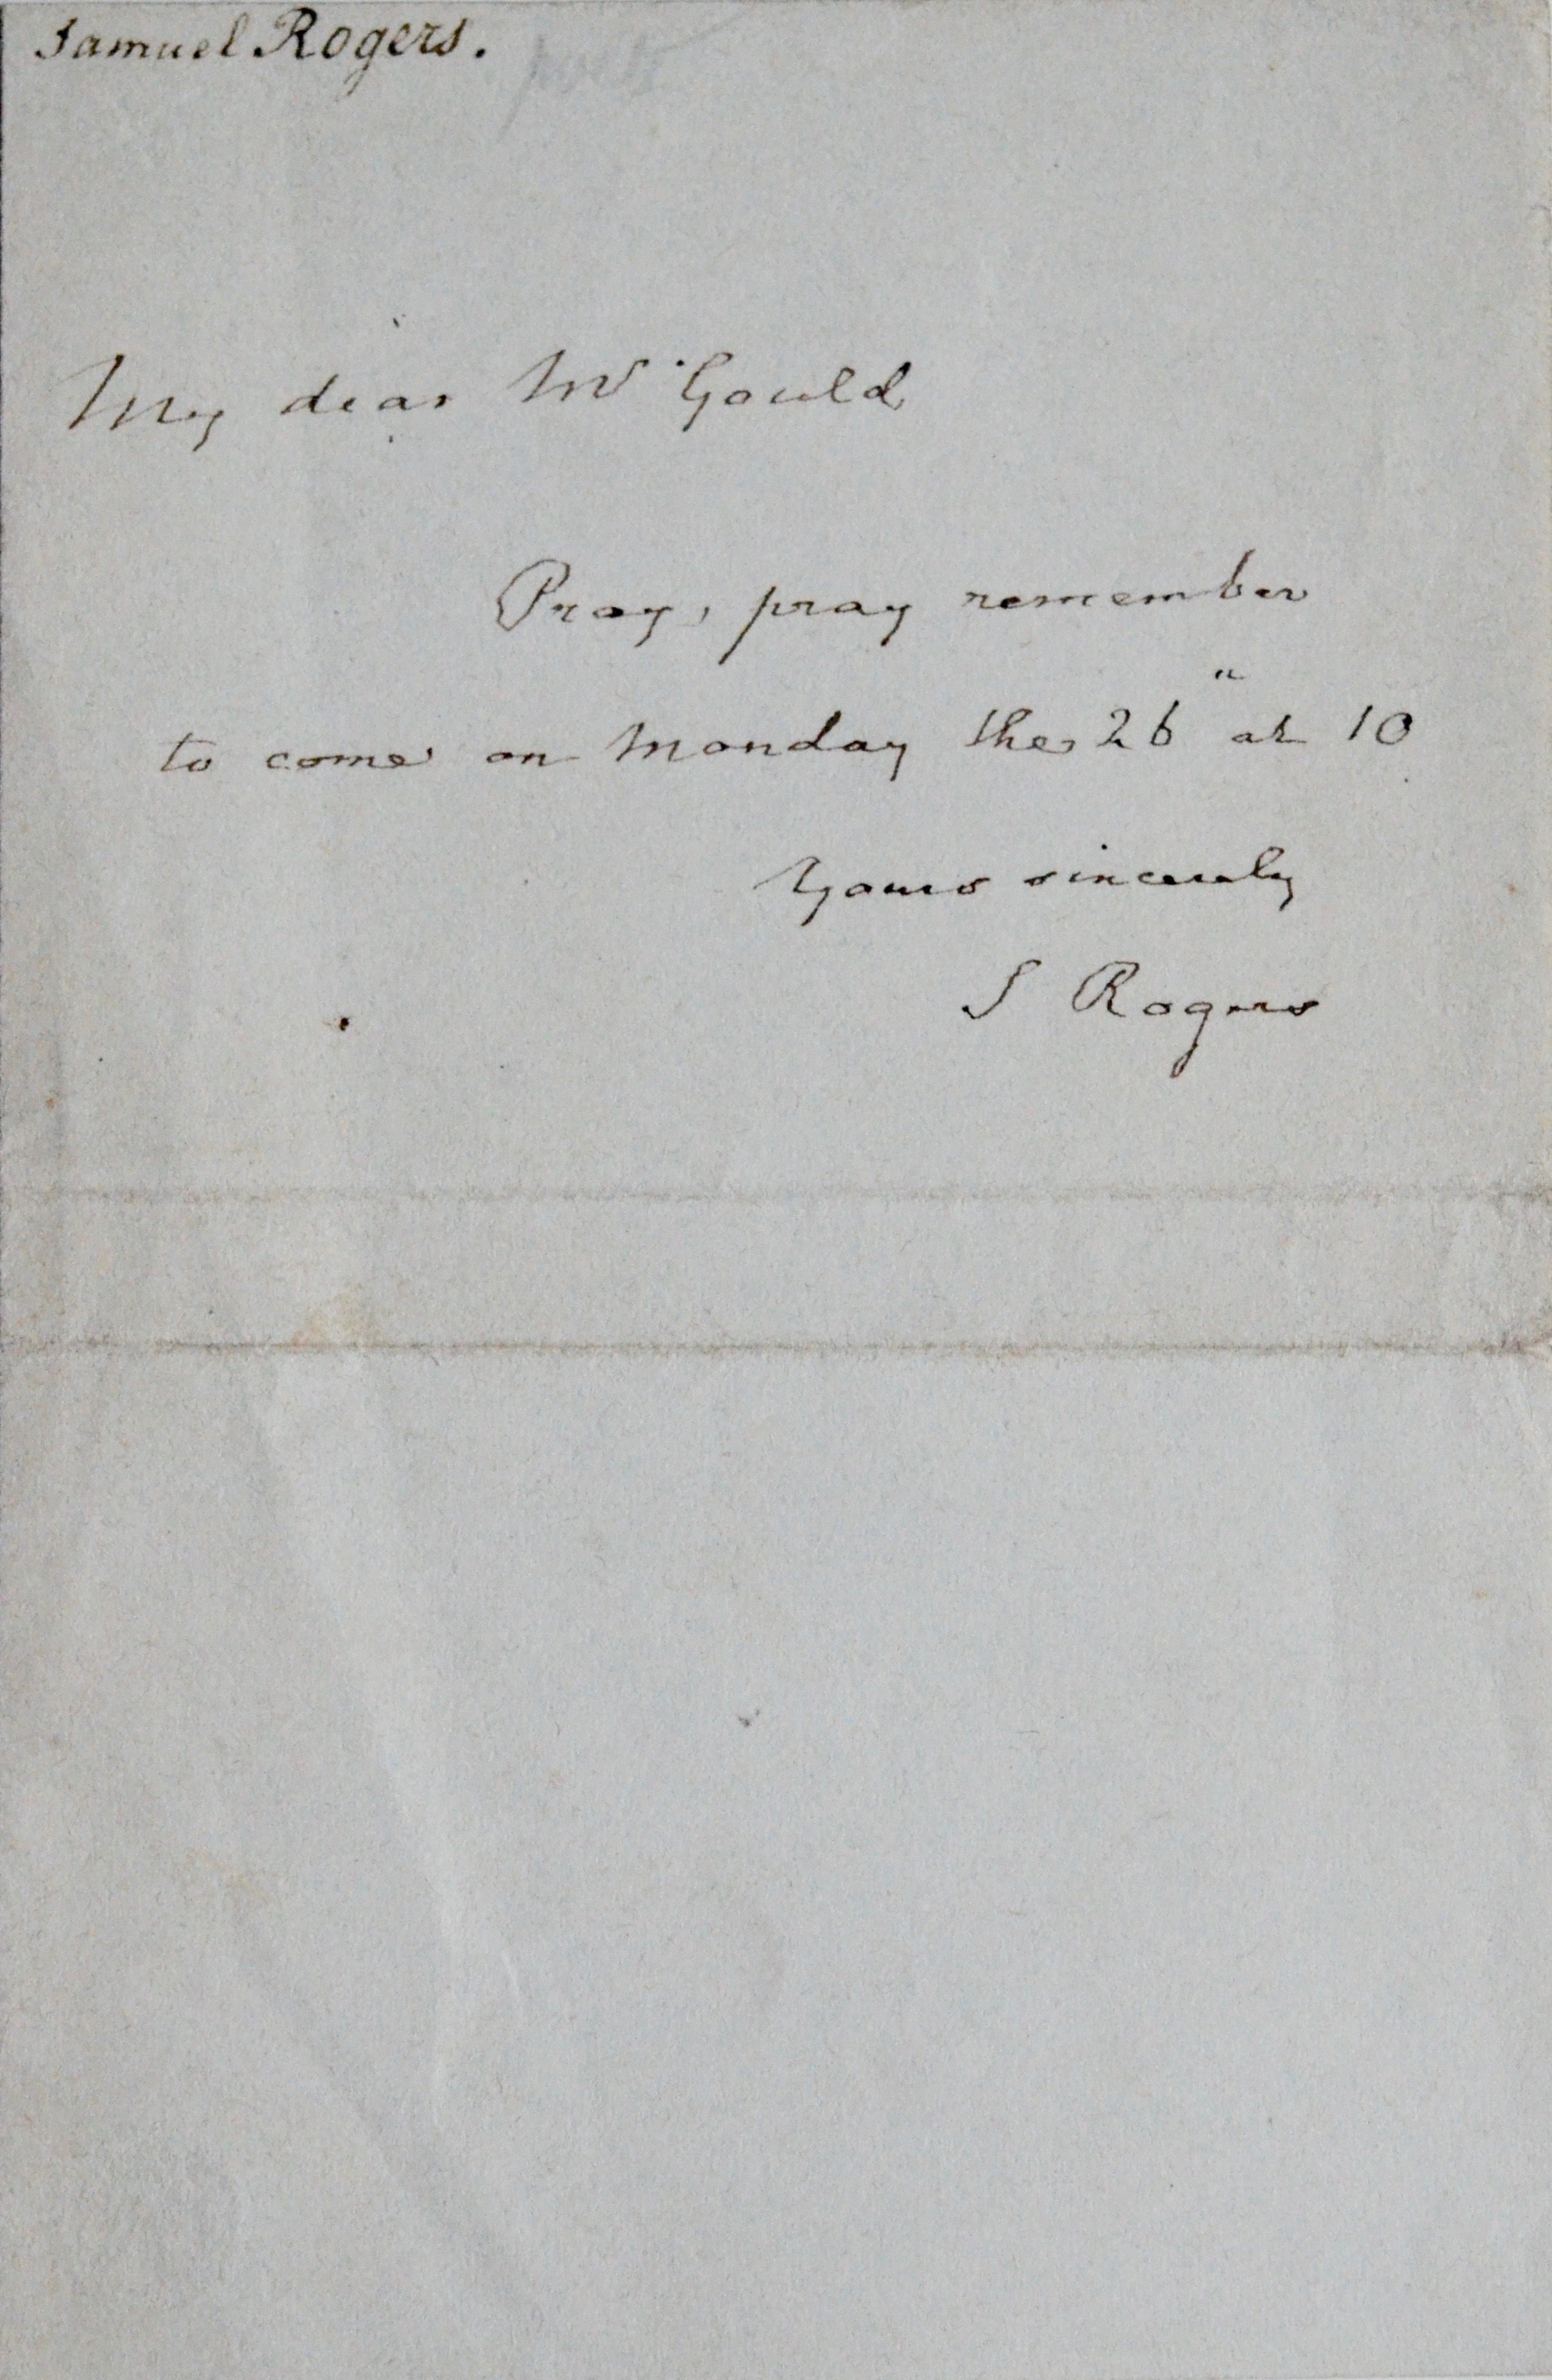 Samuel Rogers.
My dear Mr Gould
Pray, pray remember
to come on Monday the 26" at 10
Yours sincerely
S Rogers